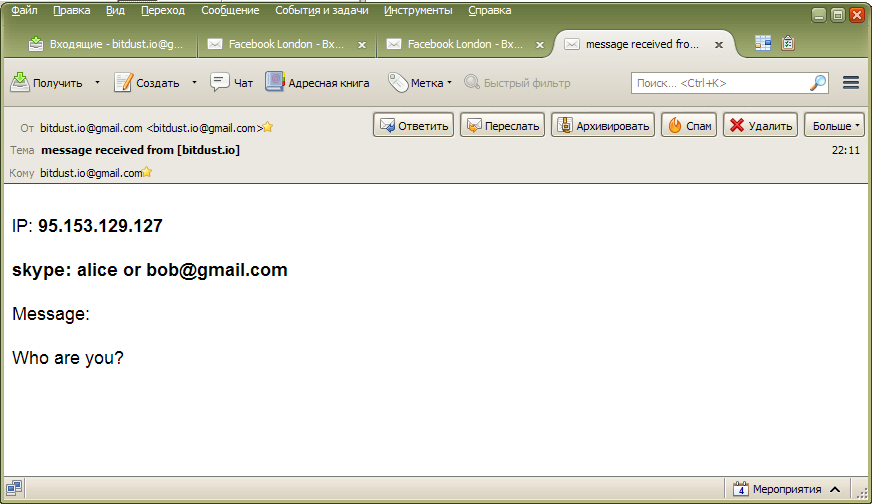 Файл Правка Вид Переход Сообщение События и задачи Инструменты Справка
Входящие - bitdust.io@g... Facebook London - Вх... Facebook London - Вх... message received fro...
Получить Создать Чат Адресная книга Метка Быстрый фильтр Поиск... <Ctrl+K>
От bitdust.io@gmail.com <bitdust.io@gmail.com> Ответить Переслать Архивировать Спам Удалить Больше
Тема message received from [bitdust.io] 22:11
Кому bitdust.io@gmail.com
IP: 95.153.129.127
skype: alice or bob@gmail.com
Message:
Who are you?
4 Мероприятия